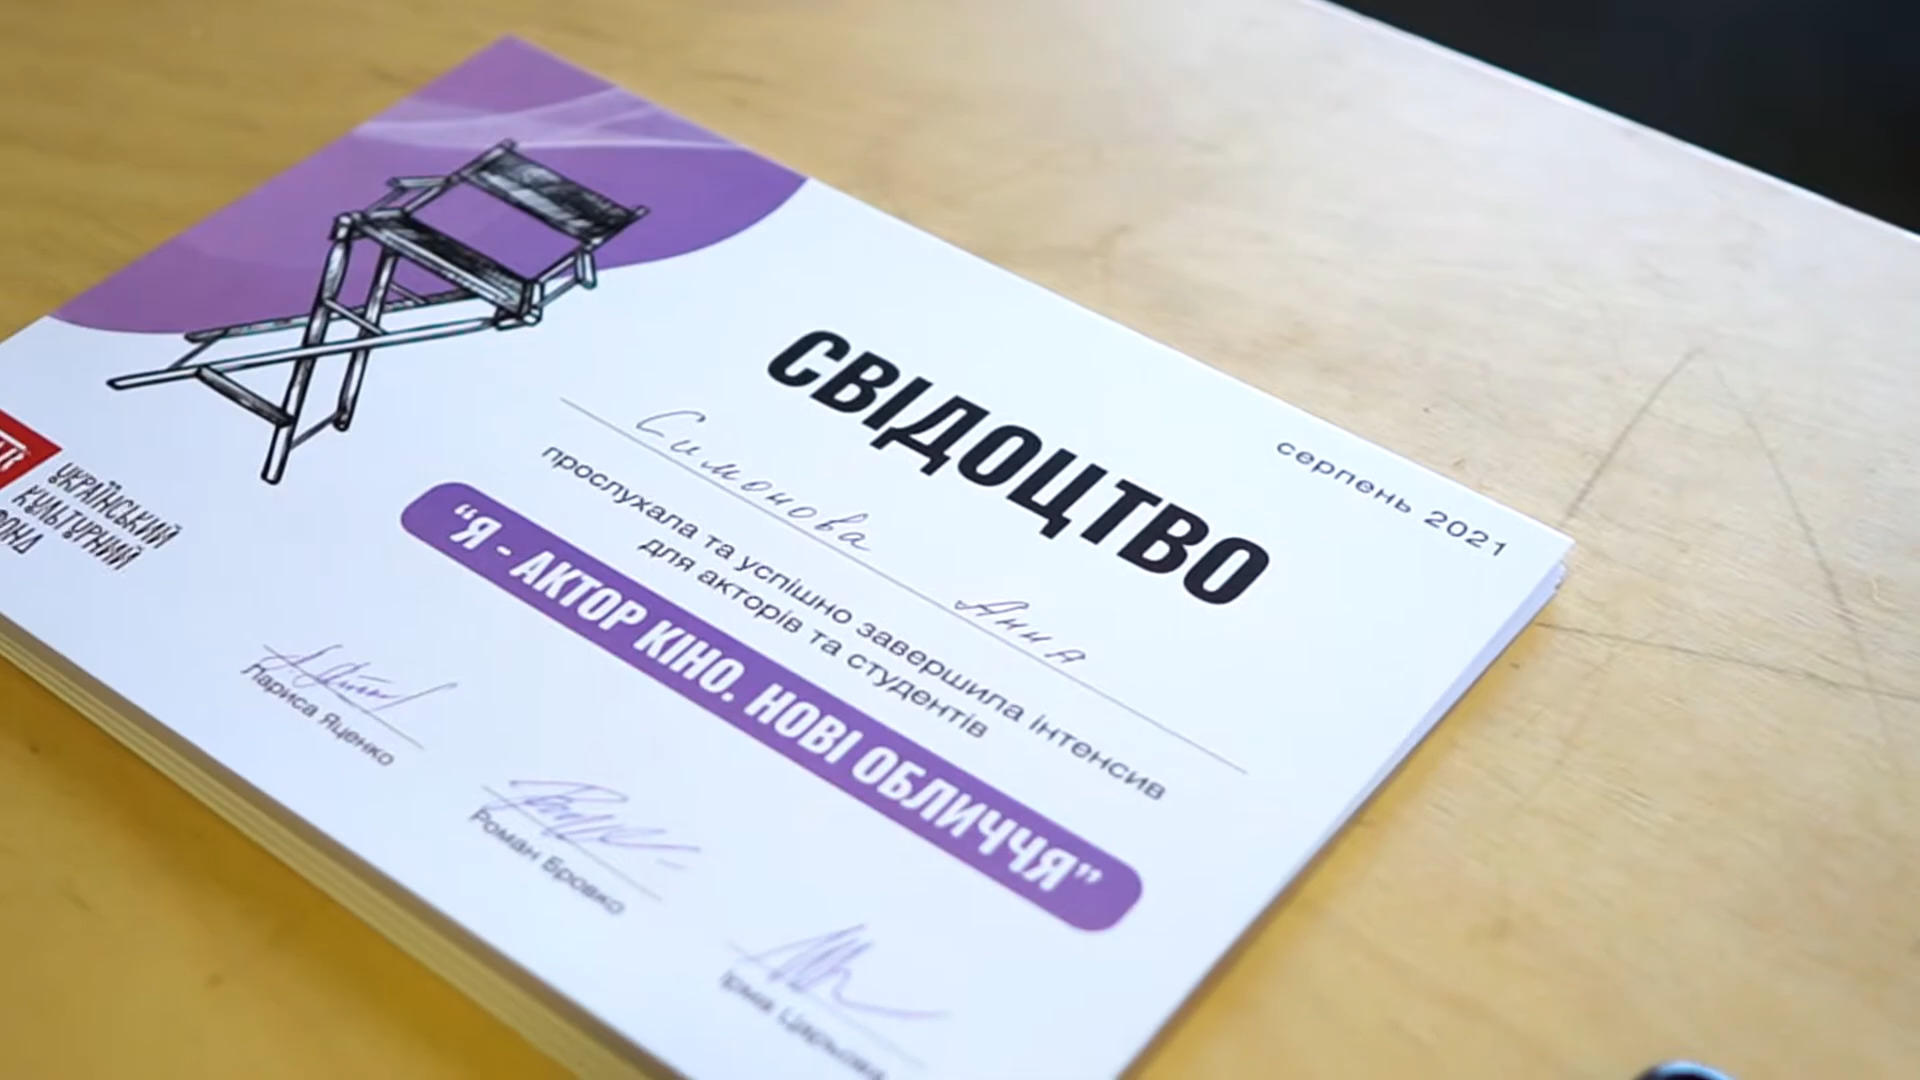 серпень 2021
СВІДОЦТВО
Симонова Анна
прослухала та успішно завершила інтенсив
для акторів та студентів
“Я - АКТОР КІНО. НОВІ ОБЛИЧЧЯ”
УКРАЇНСЬКИЙ
КУЛЬТУРНИЙ
ФОНД
Лариса Яценко
Роман Бровко
Ірма